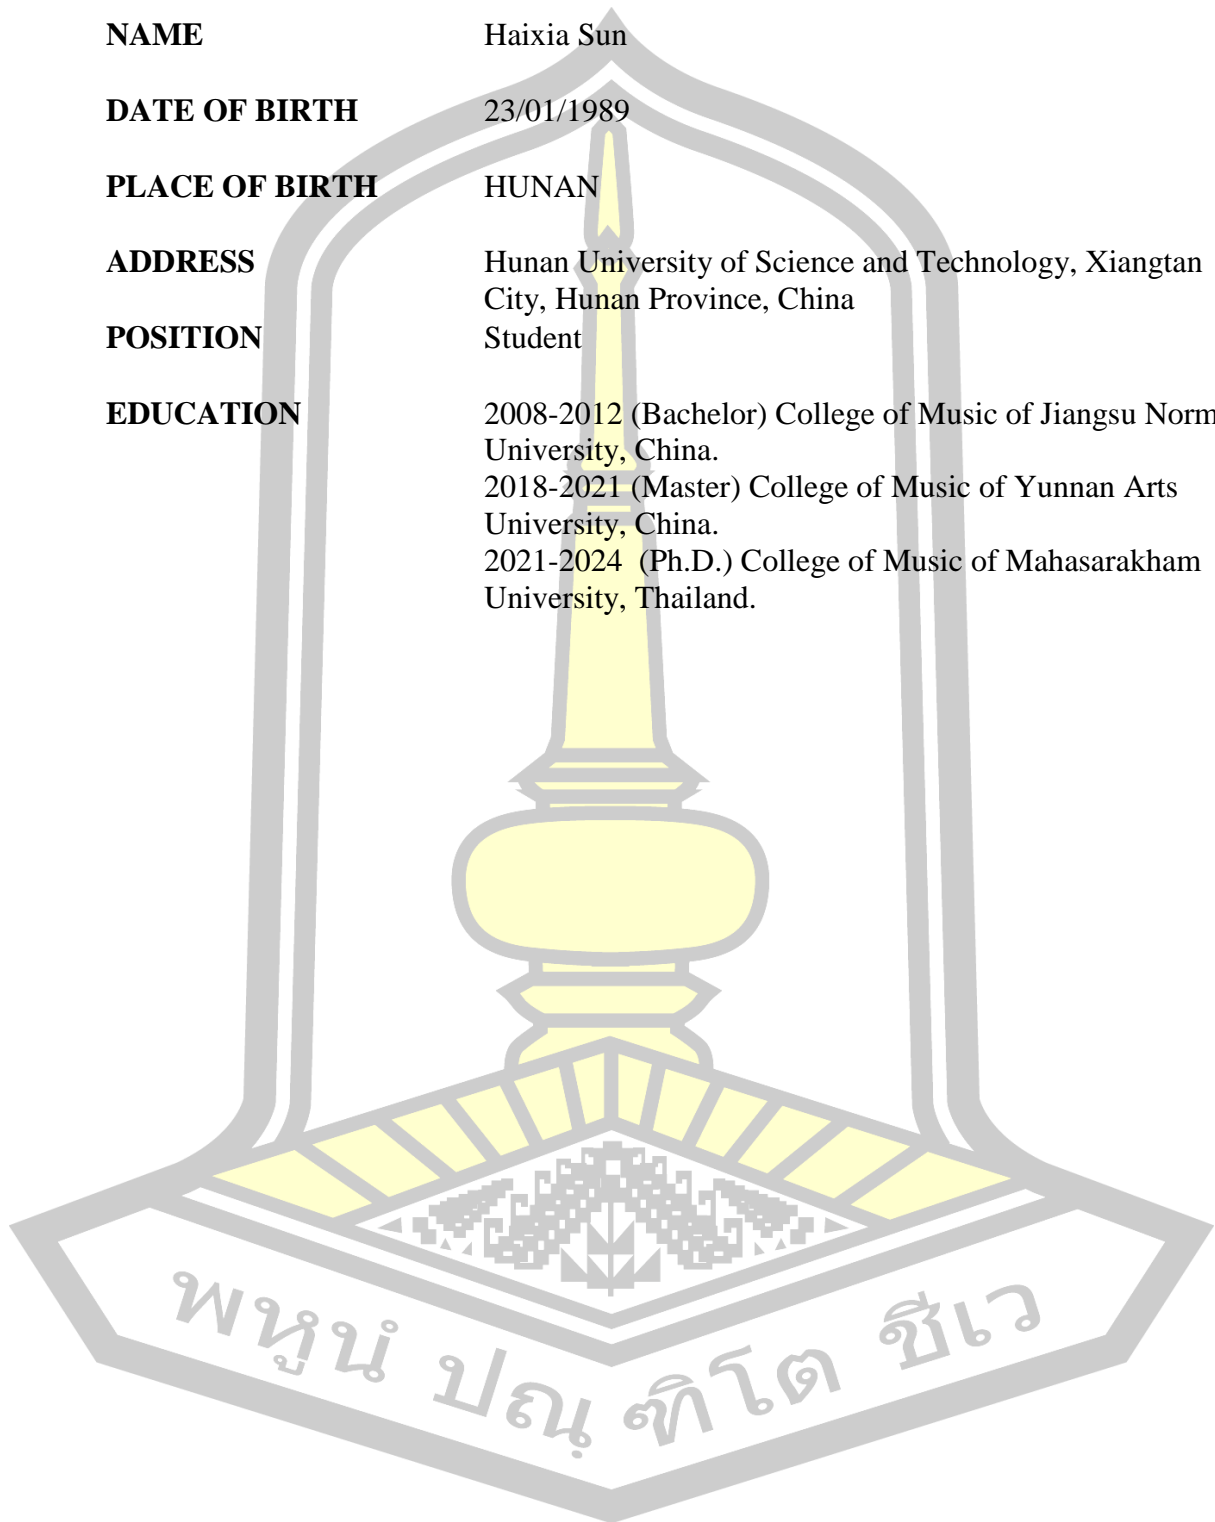 NAME Haixia Sun
DATE OF BIRTH 23/01/1989
PLACE OF BIRTH HUNAN
ADDRESS Hunan University of Science and Technology, Xiangtan
City, Hunan Province, China
POSITION Student
EDUCATION 2008-2012 (Bachelor) College of Music of Jiangsu Norm
University, China.
2018-2021 (Master) College of Music of Yunnan Arts
University, China.
2021-2024 (Ph.D.) College of Music of Mahasarakham
University, Thailand.
พหูนํ ปณฺฑิโต ชีเว